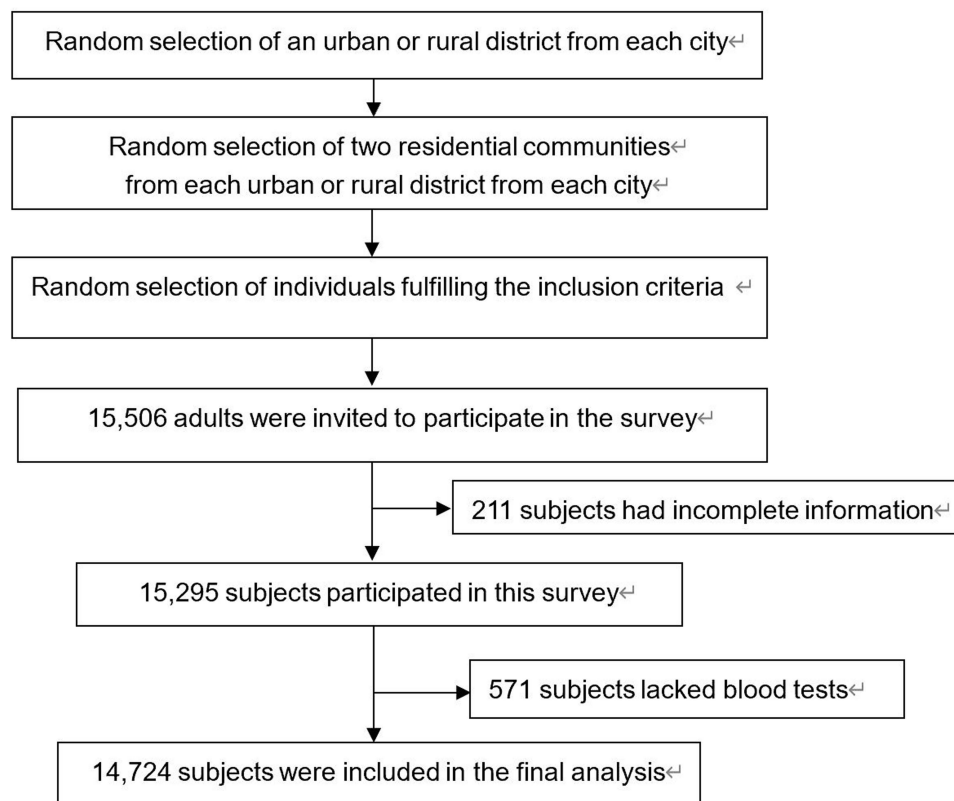 Random selection of an urban or rural district from each city↵
Random selection of two residential communities↵
from each urban or rural district from each city↵
Random selection of individuals fulfilling the inclusion criteria ↵
15,506 adults were invited to participate in the survey↵
211 subjects had incomplete information↵
15,295 subjects participated in this survey↵
571 subjects lacked blood tests↵
14,724 subjects were included in the final analysis↵